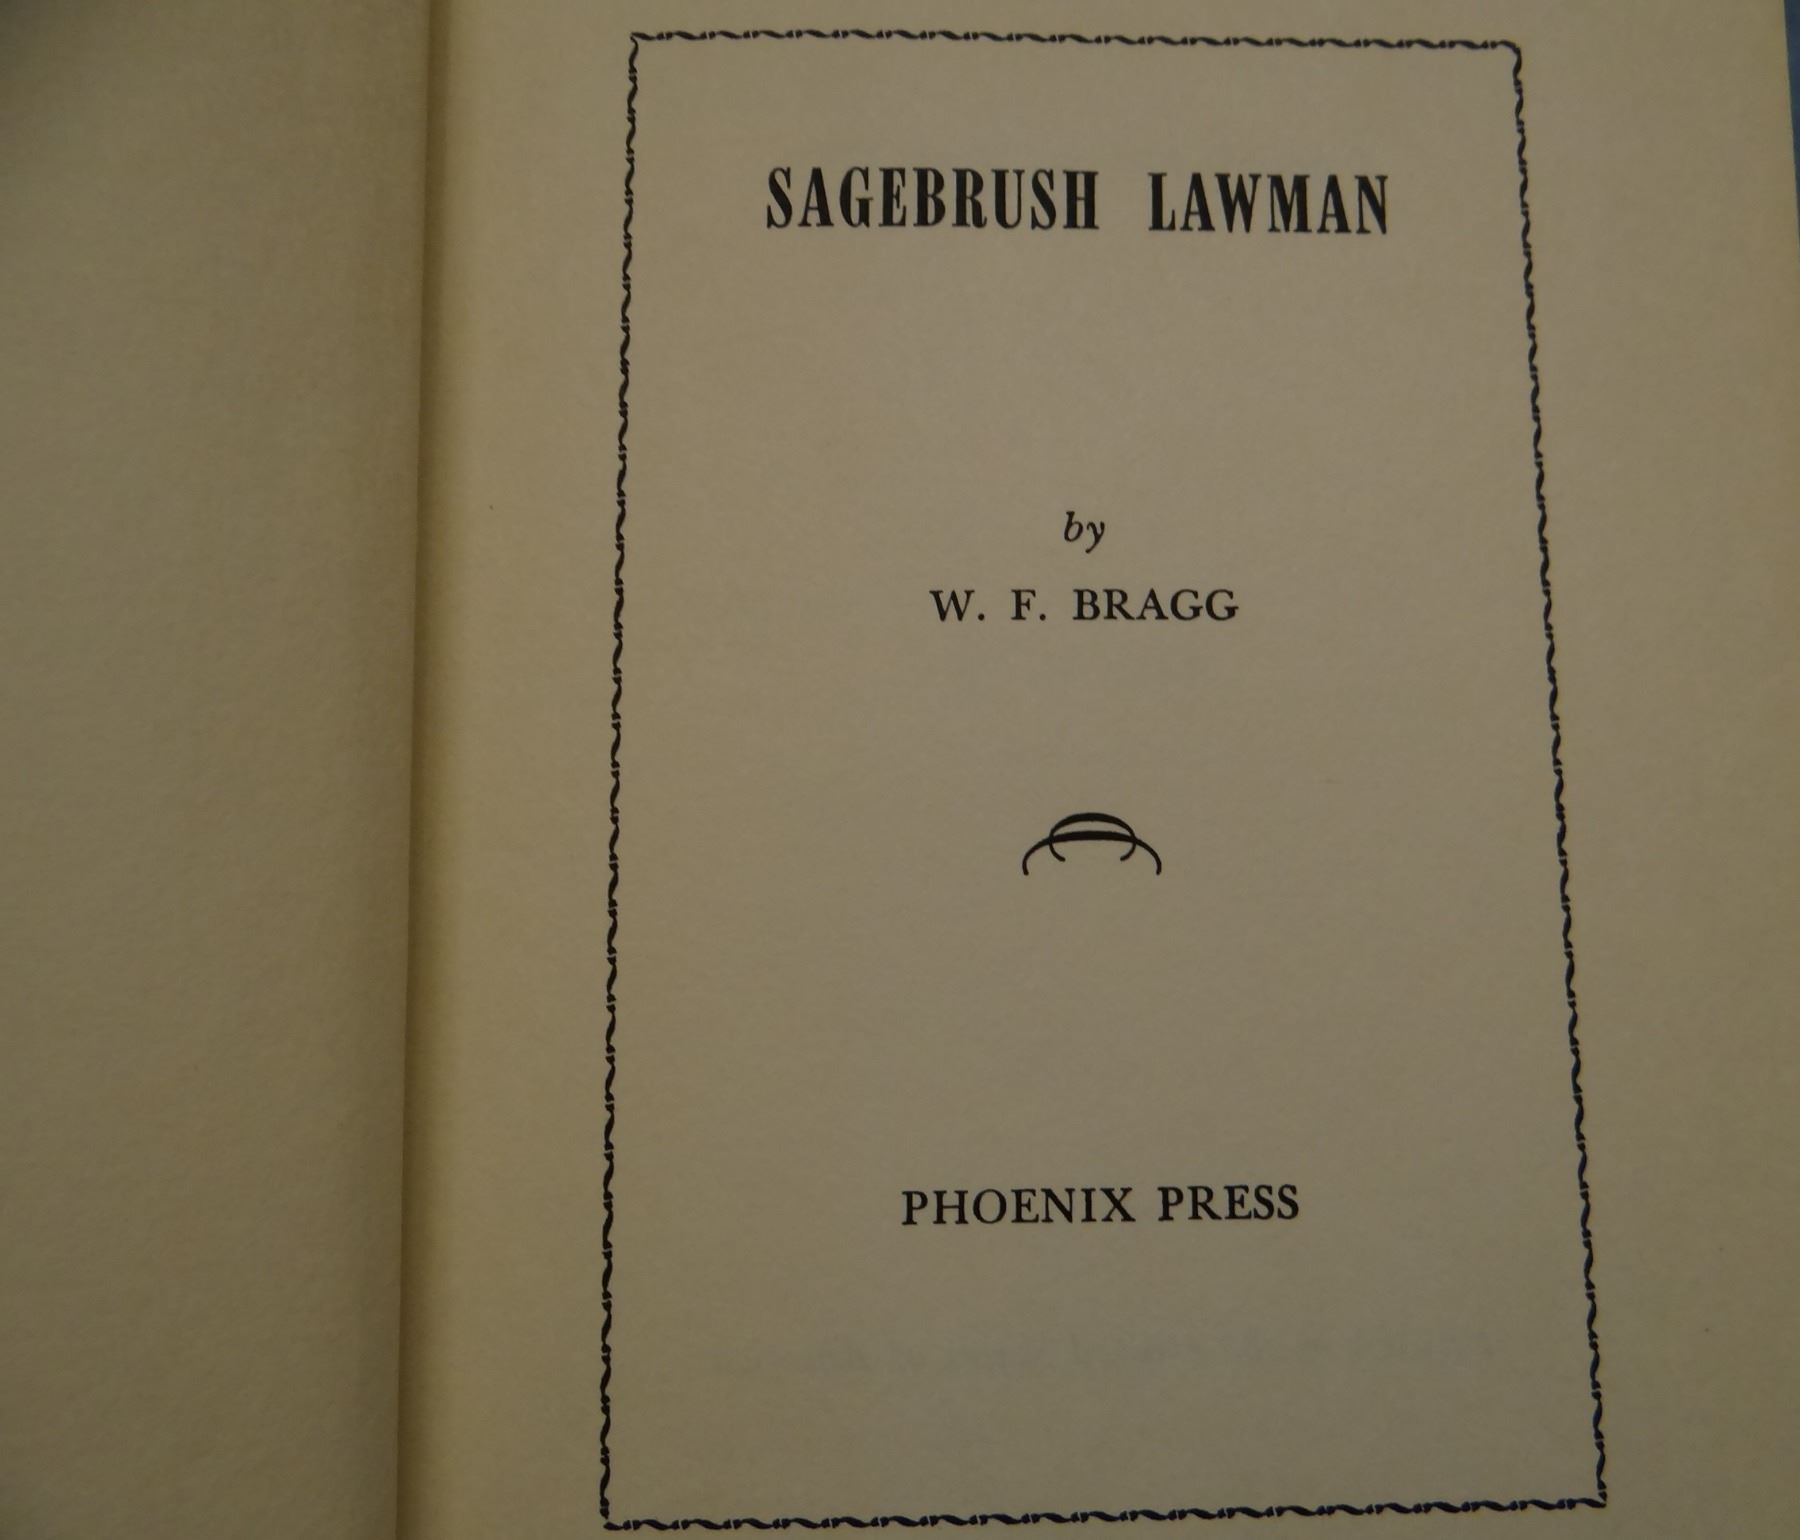 SAGEBRUSH LAWMAN
by
W. F. BRAGG
PHOENIX PRESS